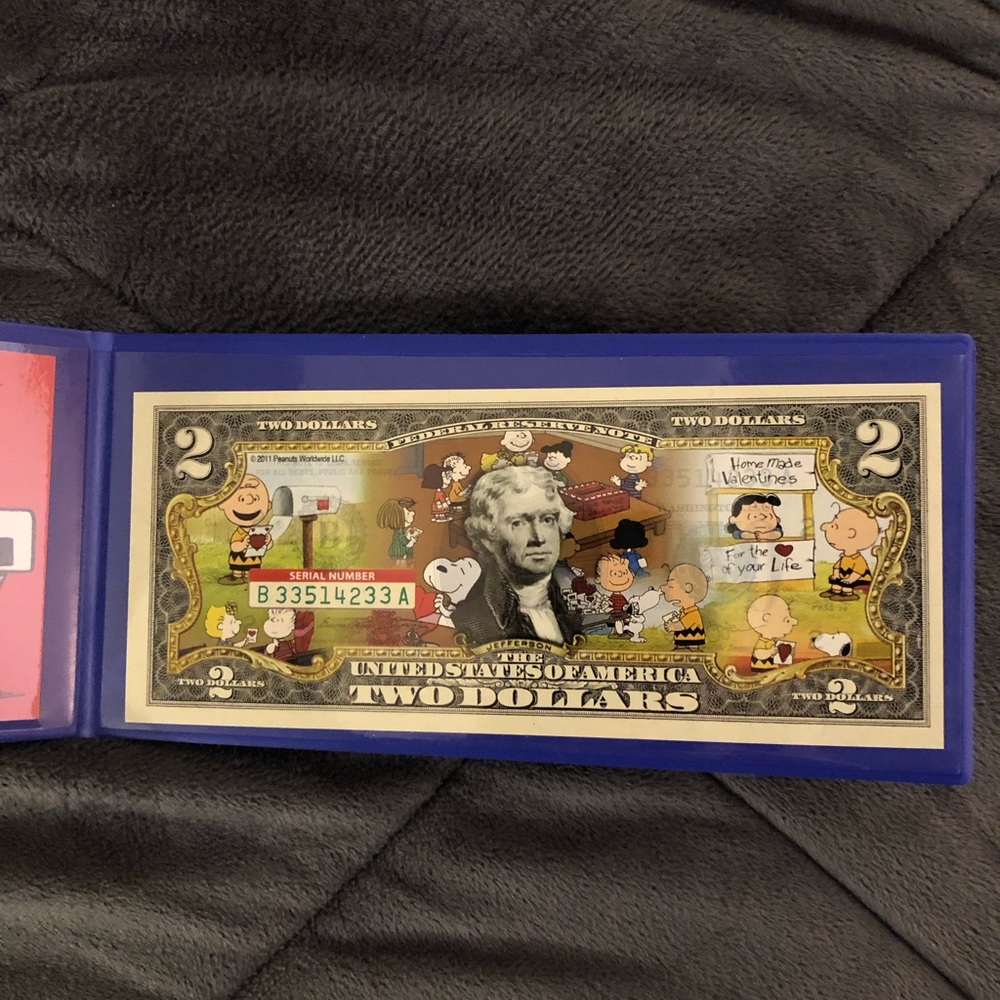 TWO DOLLARS
FEDERAL RESERVE NOTE
TWO DOLLARS
2
2
© 2011 Peanuts Worldwide LLC
Home made
Valentines
For the
of your Life
SERIAL NUMBER
B 33514233 A
JEFFERSON
THE
UNITED STATES OF AMERICA
TWO DOLLARS
2
TWO DOLLARS
2
TWO DOLLARS